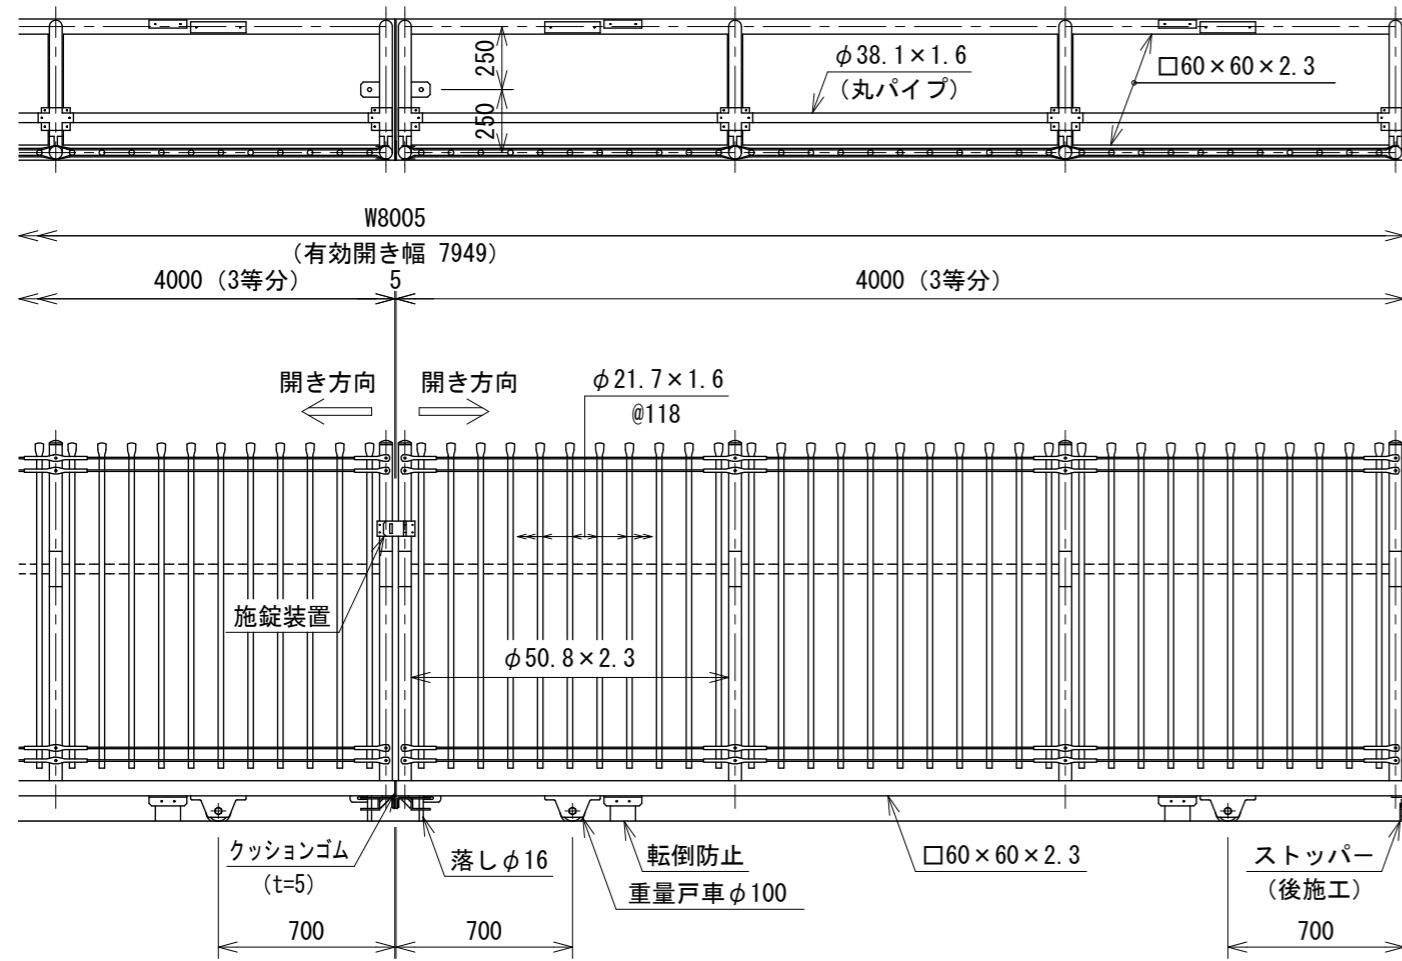 250
250
φ38.1×1.6
(丸パイプ)
□60×60×2.3
W8005
(有効開き幅 7949)
4000 (3等分)
5
4000 (3等分)
開き方向
開き方向
φ21.7×1.6
@118
施錠装置
φ50.8×2.3
クッションゴム
(t=5)
落しφ16
転倒防止
重量戸車φ100
□60×60×2.3
ストッパー
(後施工)
700
700
700